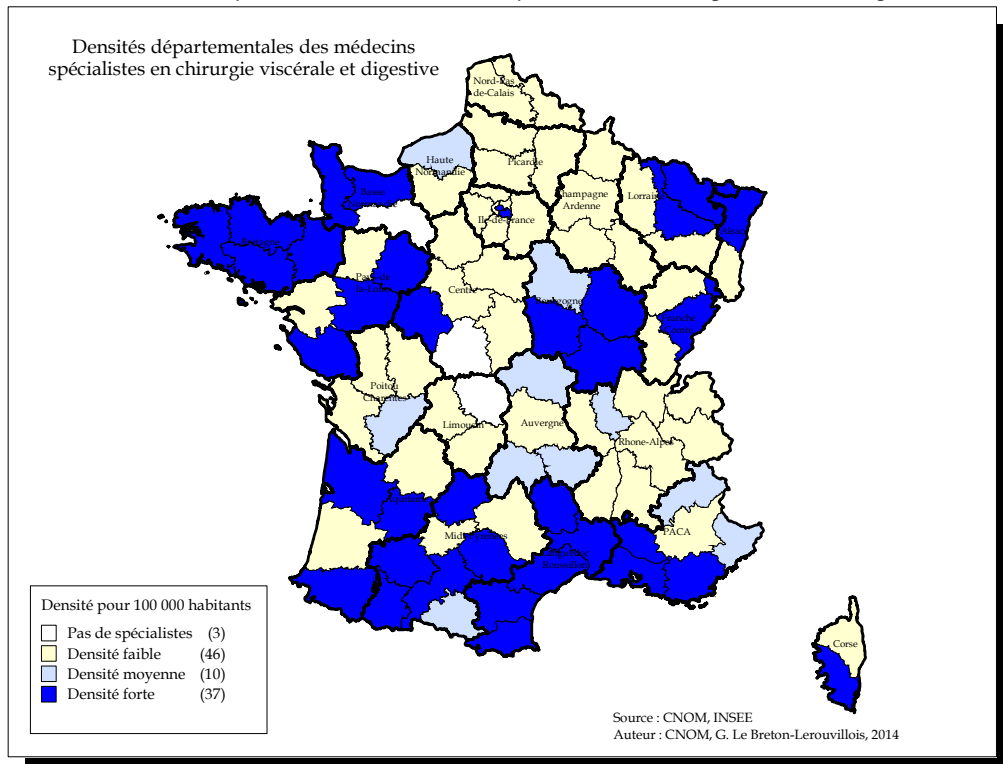 Densités départementales des médecins
spécialistes en chirurgie viscérale et digestive
Nord-Pas
de-Calais
Haute
Normandie
Picardie
Basse
Normandie
Champagne
Ardenne
Lorraine
Ile-de-France
Alsace
Bretagne
Pays de
la Loire
Centre
Bourgogne
Franche
Comté
Poitou
Charentes
Limousin
Auvergne
Rhone-Alpes
Aquitaine
Midi-Pyrénées
Languedoc
Roussillon
PACA
Corse
Densité pour 100 000 habitants
Pas de spécialistes (3)
Densité faible (46)
Densité moyenne (10)
Densité forte (37)
Source : CNOM, INSEE
Auteur : CNOM, G. Le Breton-Lerouvillois, 2014